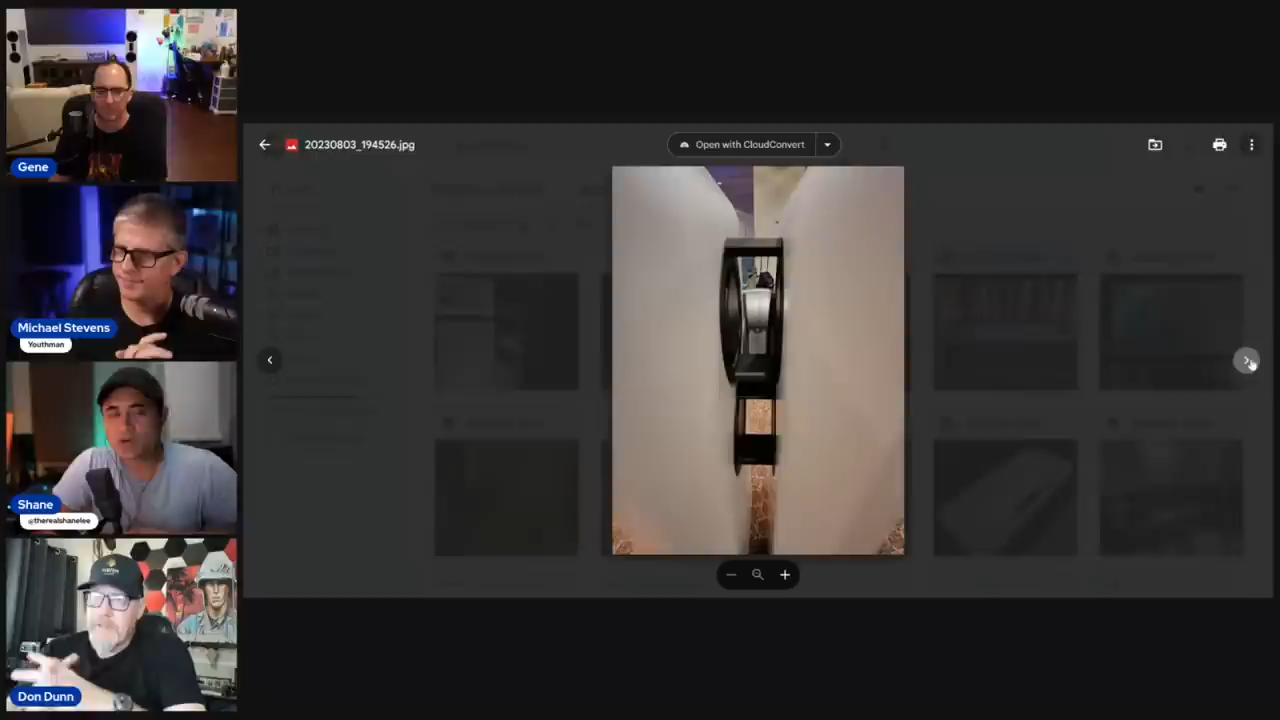 Gene
Michael Stevens
Youthman
Shane
@therealshanelee
Don Dunn
20230803_194526.jpg
Open with CloudConvert